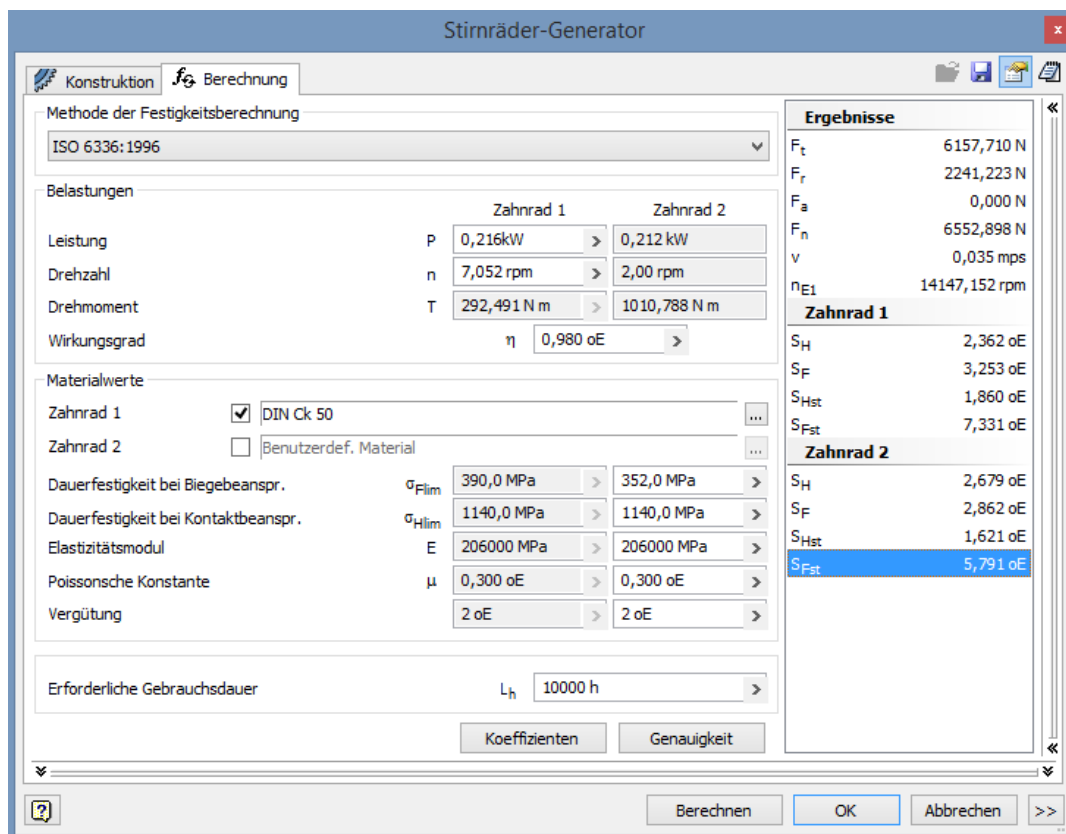 Stirnräder-Generator
x
Konstruktion Berechnung
Methode der Festigkeitsberechnung
ISO 6336:1996
Belastungen
Zahnrad 1 Zahnrad 2
Leistung P 0,216kW 0,212 kW
Drehzahl n 7,052 rpm 2,00 rpm
Drehmoment T 292,491 N m 1010,788 N m
Wirkungsgrad η 0,980 oE
Materialwerte
Zahnrad 1 DIN Ck 50 ...
Zahnrad 2 Benutzerdef. Material ...
Dauerfestigkeit bei Biegebeanspr. σFlim 390,0 MPa 352,0 MPa
Dauerfestigkeit bei Kontaktbeanspr. σHlim 1140,0 MPa 1140,0 MPa
Elastizitätsmodul E 206000 MPa 206000 MPa
Poissonsche Konstante μ 0,300 oE 0,300 oE
Vergütung 2 oE 2 oE
Erforderliche Gebrauchsdauer Lh 10000 h
Koeffizienten Genauigkeit
Ergebnisse
Ft 6157,710 N
Fr 2241,223 N
Fa 0,000 N
Fn 6552,898 N
v 0,035 mps
nE1 14147,152 rpm
Zahnrad 1
SH 2,362 oE
SF 3,253 oE
SHst 1,860 oE
SFst 7,331 oE
Zahnrad 2
SH 2,679 oE
SF 2,862 oE
SHst 1,621 oE
SFst 5,791 oE
? Berechnen OK Abbrechen >>